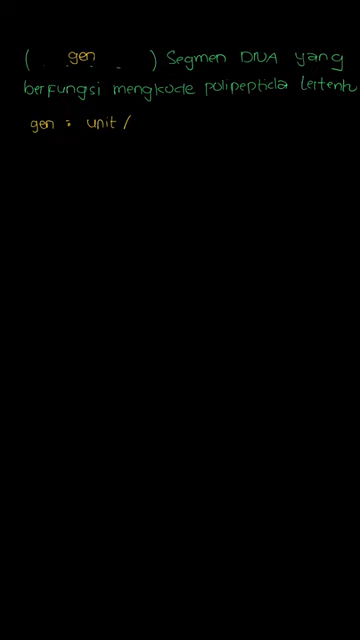 ( gen ) Segmen DNA yang
berfungsi mengkode polipeptida tertentu
gen : unit /